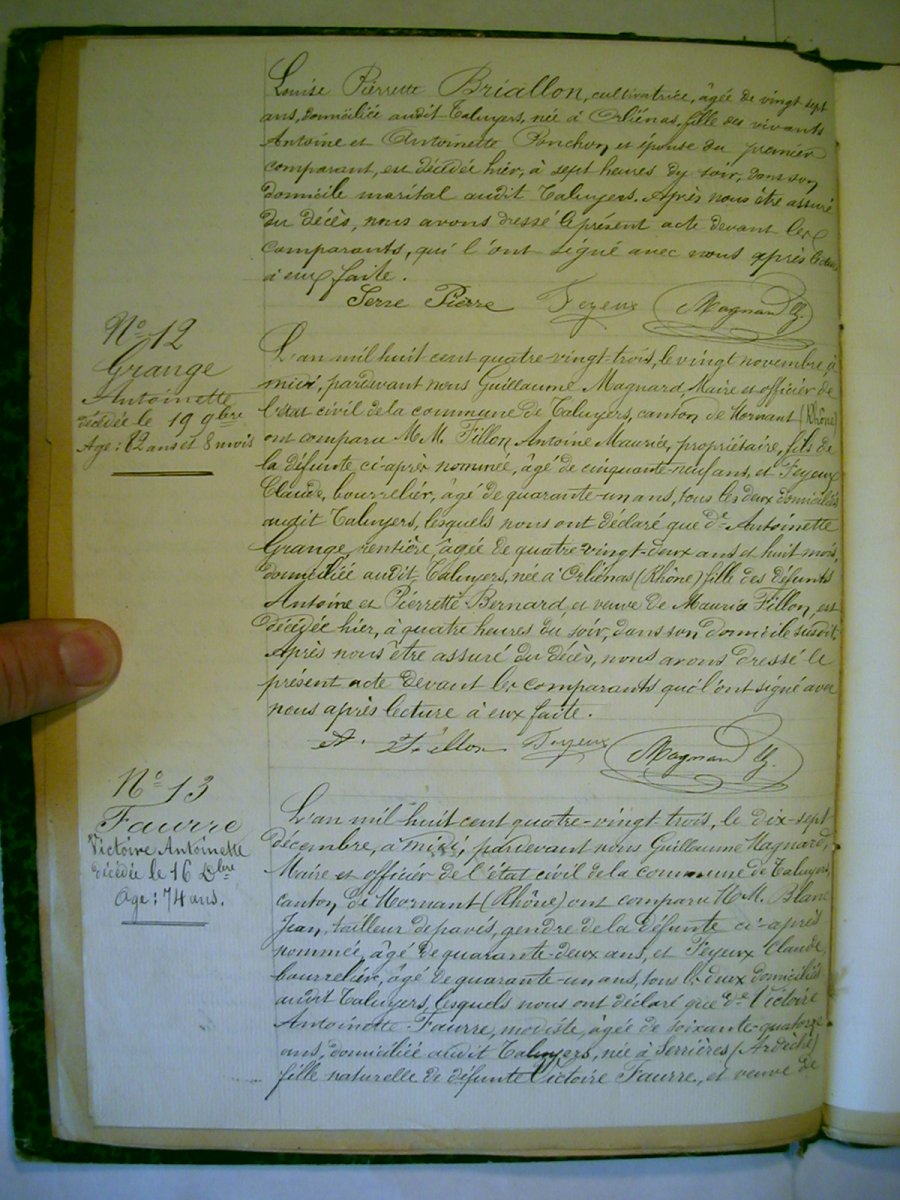 Louise Pierrette Briallon, cultivatrice, âgée de vingt sept
ans, domiciliée audit Taluyers, née à Orliénas, fille des vivants
Antoine et Antoinette Ponchon et épouse du premier
comparant, est décédée hier, à sept heures du soir, dans son
domicile marital audit Taluyers. Après nous être assuré
du décès, nous avons dressé le présent acte devant les
comparants, qui l'ont signé avec nous après lecture
à eux faite.
Serre Pierre Feyeux Magnard G.
No 12
Grange
Antoinette
décédée le 19 9bre
Age: 82 ans et 8 mois
L'an mil huit cent quatre-vingt-trois, le vingt novembre, à
midi, pardevant nous Guillaume Magnard, Maire et officier de
l'état civil de la commune de Taluyers, canton de Mornant (Rhône)
ont comparu M.M. Fillon Antoine Maurice, propriétaire, fils de
la défunte ci-après nommée, âgé de cinquante-neuf ans, et Feyeux
Claude, bourrelier, âgé de quarante-un ans, tous les deux domiciliés
audit Taluyers, lesquels nous ont déclaré que de Antoinette
Grange, rentière, âgée de quatre-vingt-deux ans et huit mois,
domiciliée audit Taluyers, née à Orliénas (Rhône) fille des défunts
Antoine et Pierrette Bernard et veuve de Maurice Fillon, est
décédée hier, à quatre heures du soir, dans son domicile susdit.
Après nous être assuré du décès, nous avons dressé le
présent acte devant les comparants qui l'ont signé avec
nous après lecture à eux faite.
A. Fillon Feyeux Magnard G.
No 13
Faurre
Victoire Antoinette
décédée le 16 Xbre
Age: 74 ans.
L'an mil huit cent quatre-vingt trois, le dix-sept
décembre, à midi, pardevant nous Guillaume Magnard,
Maire et officier de l'état civil de la commune de Taluyers,
canton de Mornant (Rhône) ont comparu M.M. Blanc
Jean, tailleur de pavés, gendre de la défunte ci-après
nommée, âgé de quarante-deux ans, et Feyeux Claude,
bourrelier, âgé de quarante-un ans, tous les deux domiciliés
audit Taluyers, lesquels nous ont déclaré que de Victoire
Antoinette Faurre, modiste, âgée de soixante-quatorze
ans, domiciliée audit Taluyers, née à Serrières (Ardèche)
fille naturelle de défunte Victoire Faurre, et veuve de